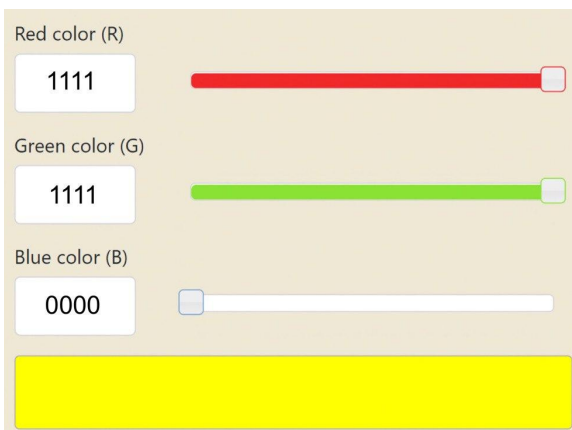 Red color (R)
1111
Green color (G)
1111
Blue color (B)
0000